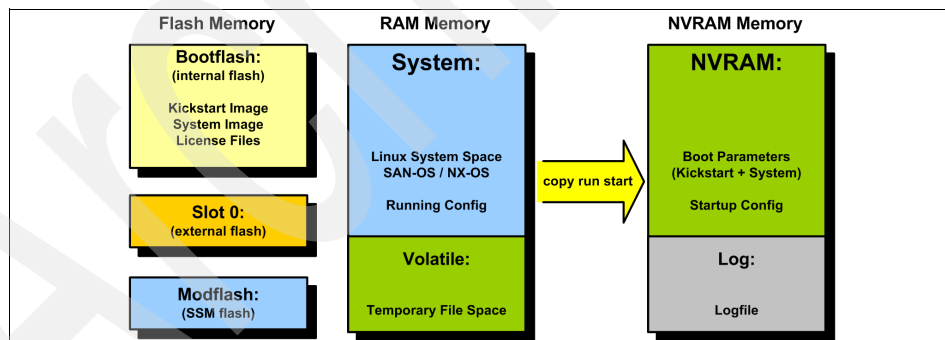 Flash Memory
Bootflash:
(internal flash)
Kickstart Image
System Image
License Files
Slot 0:
(external flash)
Modflash:
(SSM flash)
RAM Memory
System:
Linux System Space
SAN-OS / NX-OS
Running Config
Volatile:
Temporary File Space
copy run start
NVRAM Memory
NVRAM:
Boot Parameters
(Kickstart + System)
Startup Config
Log:
Logfile